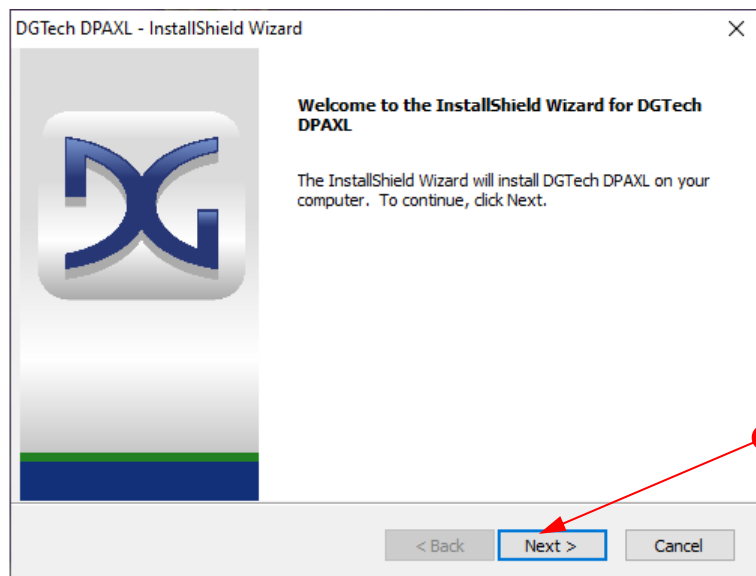 DGTech DPAXL - InstallShield Wizard
Welcome to the InstallShield Wizard for DGTech
DPAXL
The InstallShield Wizard will install DGTech DPAXL on your
computer. To continue, click Next.
DG
< Back Next > Cancel